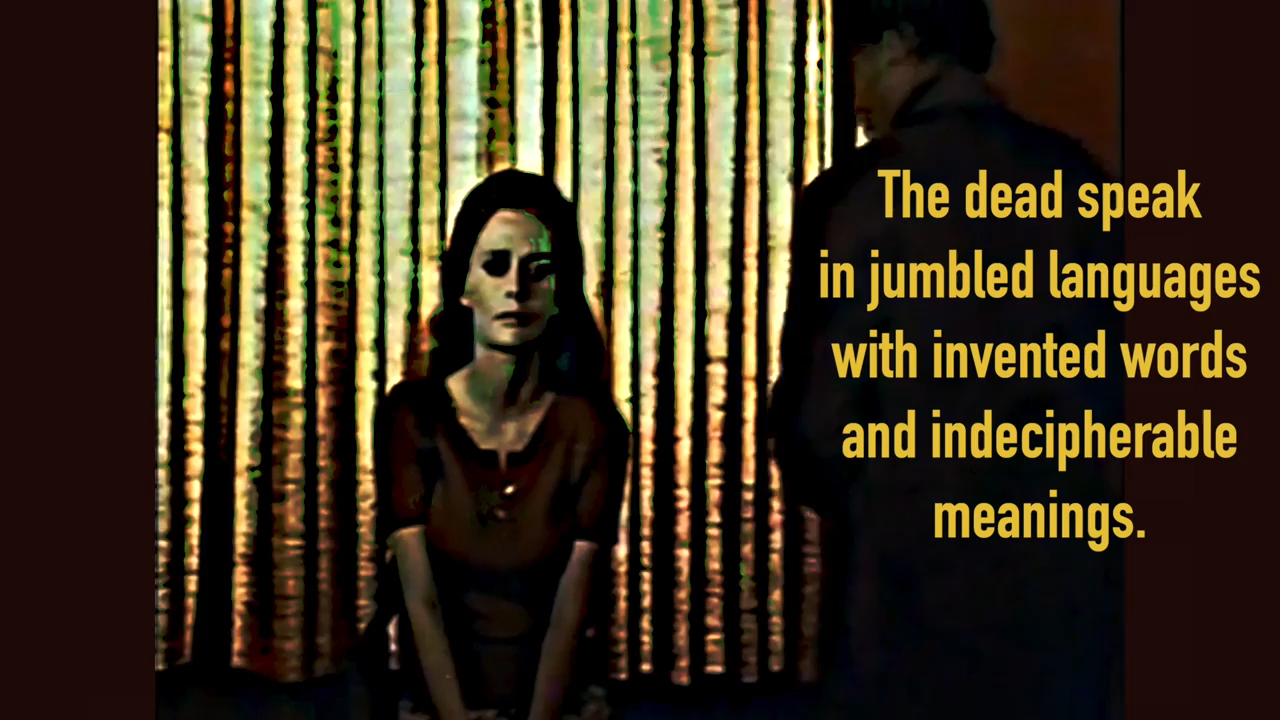 The dead speak
in jumbled languages
with invented words
and indecipherable
meanings.